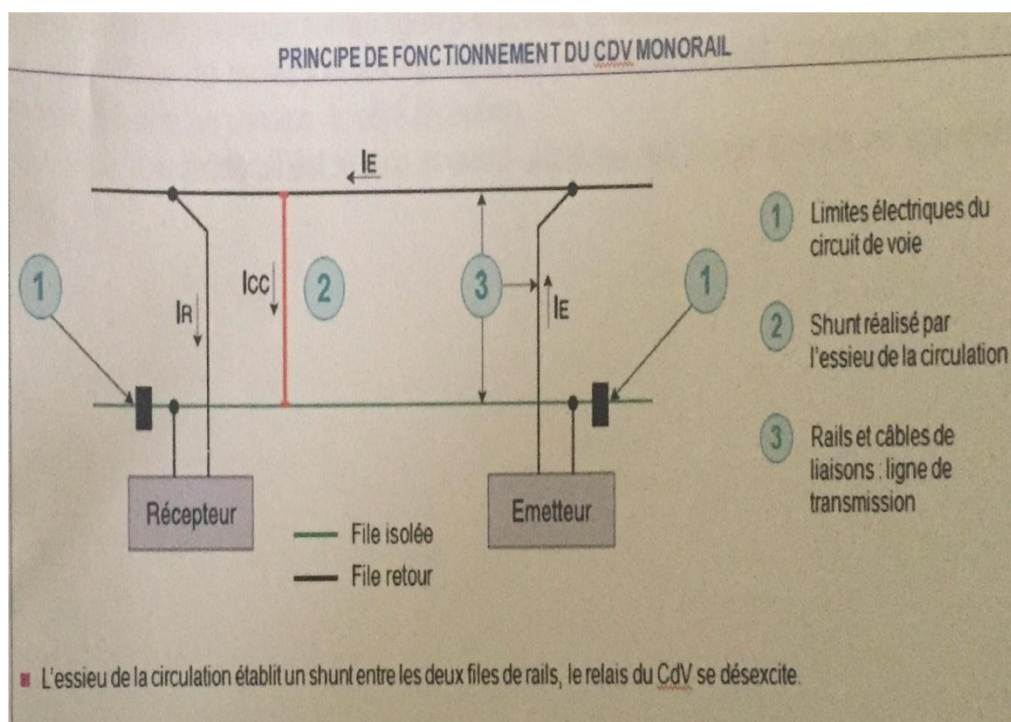 PRINCIPE DE FONCTIONNEMENT DU CDV MONORAIL
IE
1
IR
ICC
2
3
IE
1
Récepteur
Emetteur
File isolée
File retour
1 Limites électriques du
circuit de voie
2 Shunt réalisé par
l'essieu de la circulation
3 Rails et câbles de
liaisons : ligne de
transmission
L'essieu de la circulation établit un shunt entre les deux files de rails, le relais du CdV se désexcite.